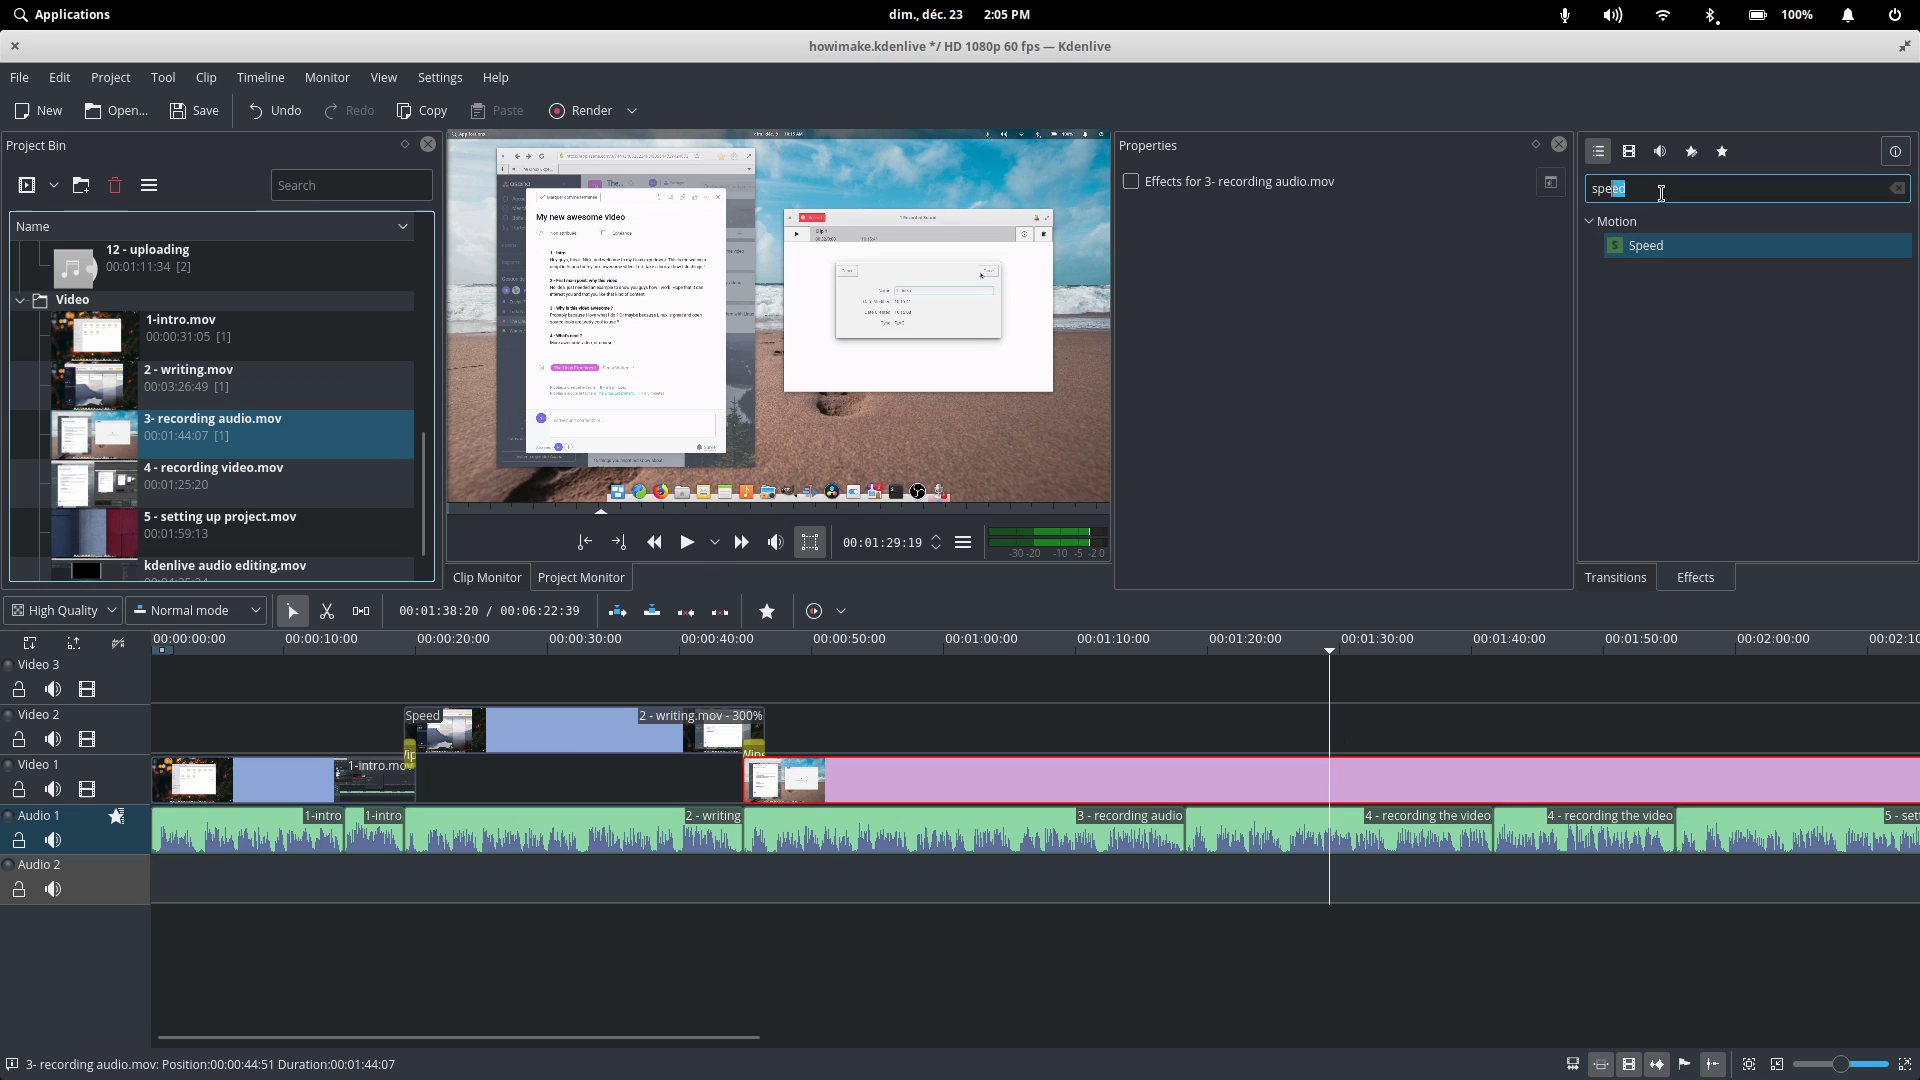 Applications
dim., déc. 23 2:05 PM
100%
howimake.kdenlive */ HD 1080p 60 fps — Kdenlive
File Edit Project Tool Clip Timeline Monitor View Settings Help
New Open... Save Undo Redo Copy Paste Render
Project Bin
Search
Name
12 - uploading
00:01:11:34 [2]
Video
1-intro.mov
00:00:31:05 [1]
2 - writing.mov
00:03:26:49 [1]
3- recording audio.mov
00:01:44:07 [1]
4 - recording video.mov
00:01:25:20
5 - setting up project.mov
00:01:59:13
kdenlive audio editing.mov
My new awesome video
00:01:29:19
-30 -20 -10 -5 -2 0
Clip Monitor Project Monitor
Properties
Effects for 3- recording audio.mov
speed
Motion
S Speed
Transitions Effects
High Quality Normal mode 00:01:38:20 / 00:06:22:39
00:00:00:00 00:00:10:00 00:00:20:00 00:00:30:00 00:00:40:00 00:00:50:00 00:01:00:00 00:01:10:00 00:01:20:00 00:01:30:00 00:01:40:00 00:01:50:00 00:02:00:00 00:02:10
Video 3
Video 2
Speed 2 - writing.mov - 300%
Video 1
1-intro.mov
Audio 1
1-intro 1-intro 2 - writing 3 - recording audio 4 - recording the video 4 - recording the video 5 - set
Audio 2
3- recording audio.mov: Position:00:00:44:51 Duration:00:01:44:07